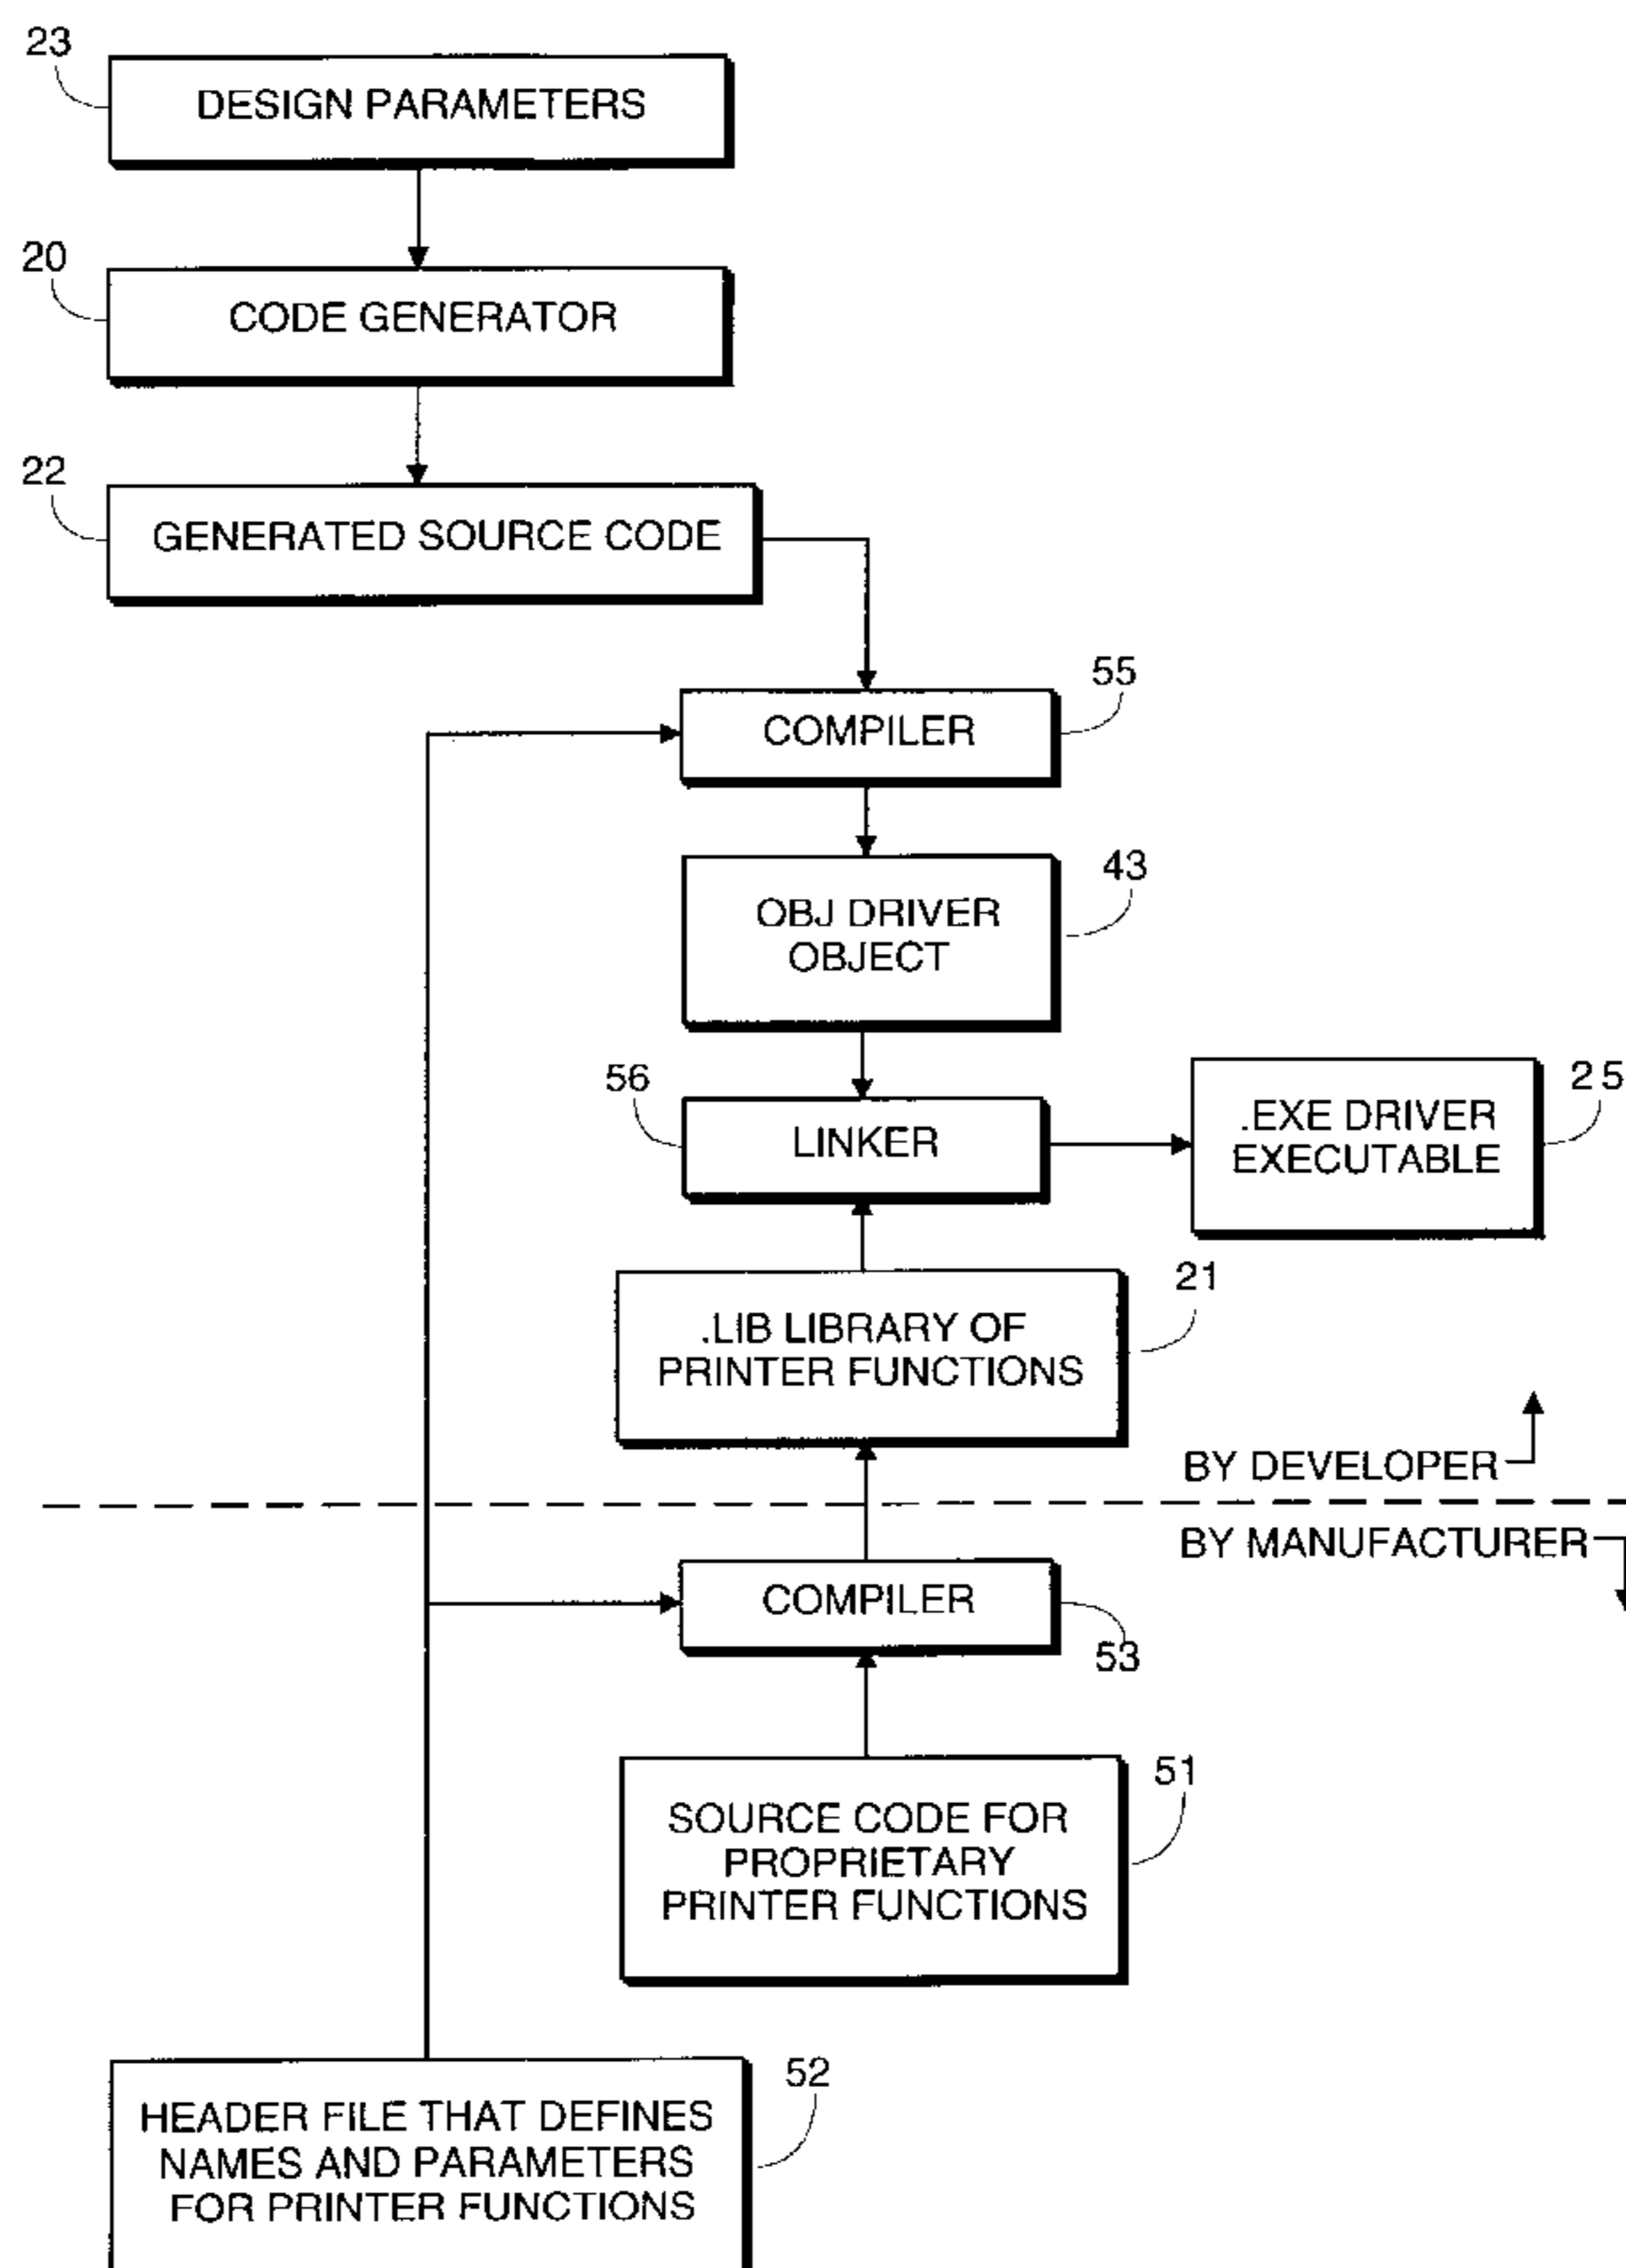 23
DESIGN PARAMETERS
20
CODE GENERATOR
22
GENERATED SOURCE CODE
55
COMPILER
43
OBJ DRIVER
OBJECT
56
LINKER
25
.EXE DRIVER
EXECUTABLE
21
.LIB LIBRARY OF
PRINTER FUNCTIONS
BY DEVELOPER
BY MANUFACTURER
COMPILER
53
51
SOURCE CODE FOR
PROPRIETARY
PRINTER FUNCTIONS
52
HEADER FILE THAT DEFINES
NAMES AND PARAMETERS
FOR PRINTER FUNCTIONS